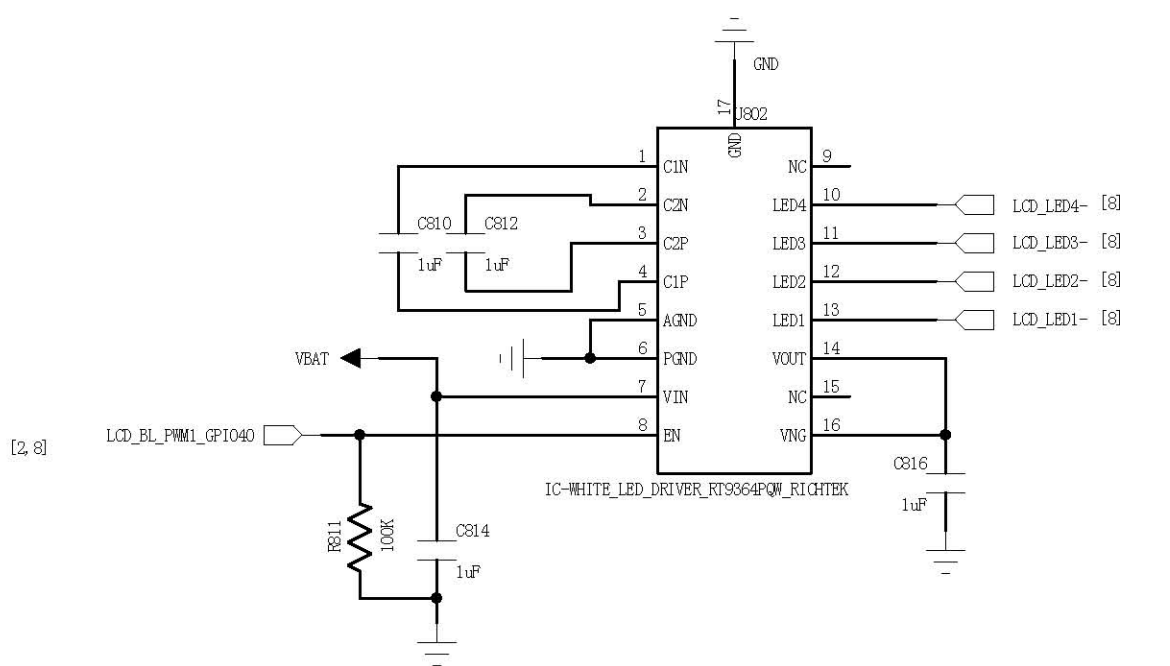 GND
17
U802
GND
1
C1N
2
C2N
3
C2P
4
C1P
5
AGND
6
PGND
7
VIN
8
EN
NC
9
LED4
10
LED3
11
LED2
12
LED1
13
VOUT
14
NC
15
VNG
16
C810
1uF
C812
1uF
LCD_LED4- [8]
LCD_LED3- [8]
LCD_LED2- [8]
LCD_LED1- [8]
VBAT
[2,8]
LCD_BL_PWM1_GPIO40
IC-WHITE_LED_DRIVER_RT9364PQW_RICHTEK
C816
1uF
R811
100K
C814
1uF